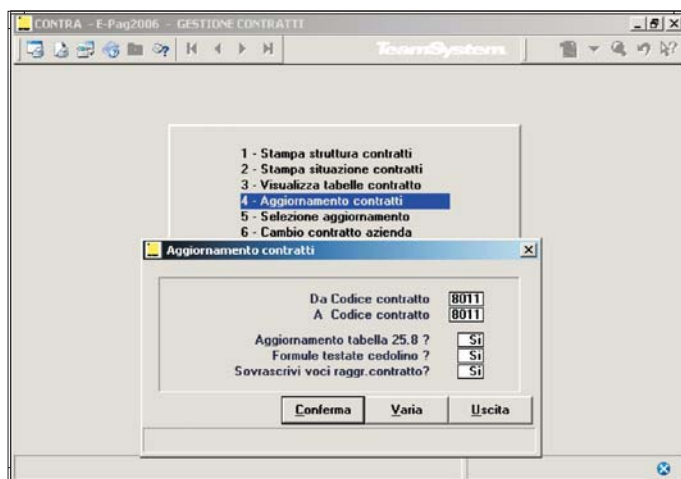 CONTRA - E-Pag2006 - GESTIONE CONTRATTI
TeamSystem
1 - Stampa struttura contratti
2 - Stampa situazione contratti
3 - Visualizza tabelle contratto
4 - Aggiornamento contratti
5 - Selezione aggiornamento
6 - Cambio contratto azienda
Aggiornamento contratti
Da Codice contratto 8011
A Codice contratto 8011
Aggiornamento tabella 25.8 ? Si
Formule testate cedolino ? Si
Sovrascrivi voci raggr.contratto? Si
Conferma Varia Uscita